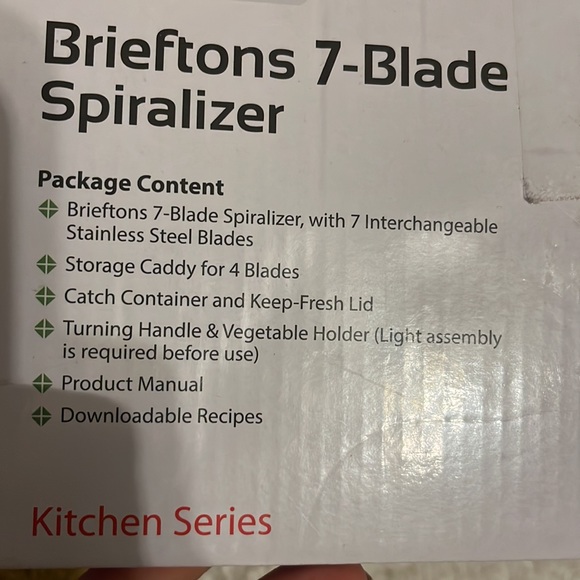 Brieftons 7-Blade
Spiralizer
Package Content
Brieftons 7-Blade Spiralizer, with 7 Interchangeable
Stainless Steel Blades
Storage Caddy for 4 Blades
Catch Container and Keep-Fresh Lid
Turning Handle & Vegetable Holder (Light assembly
is required before use)
Product Manual
Downloadable Recipes
Kitchen Series